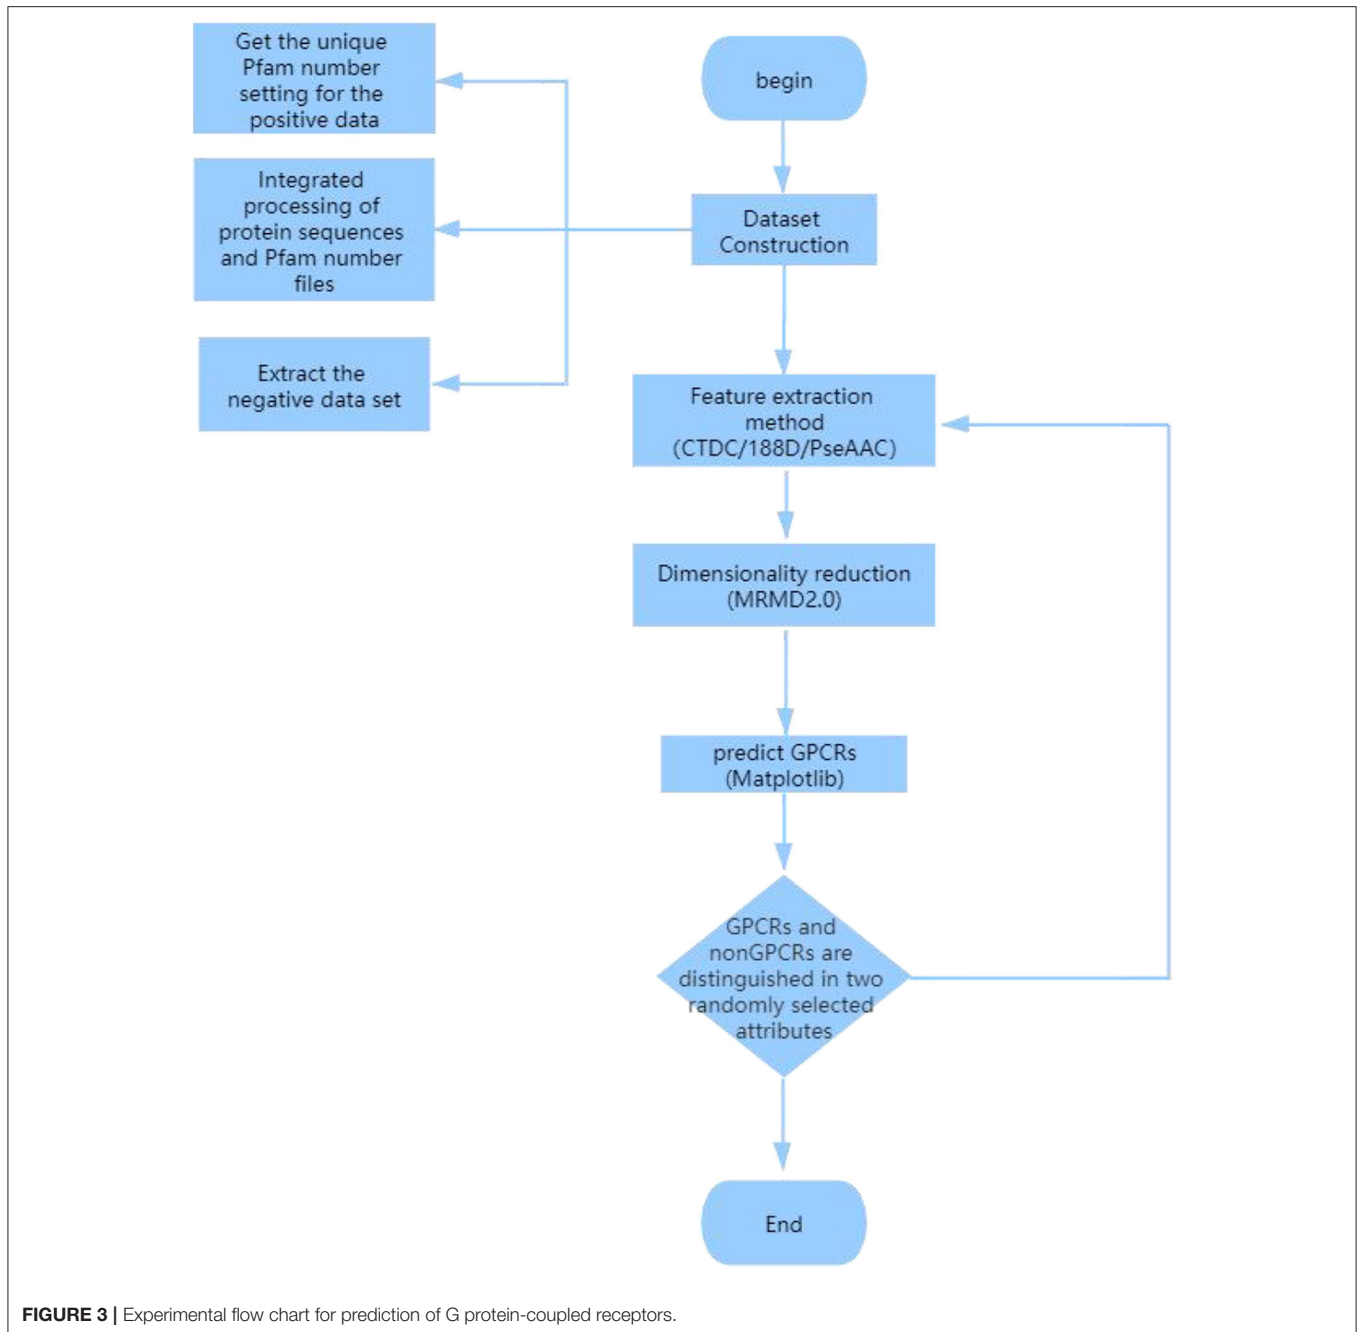 Get the unique
Pfam number
setting for the
positive data
begin
Integrated
processing of
protein sequences
and Pfam number
files
Dataset
Construction
Extract the
negative data set
Feature extraction
method
(CTDC/188D/PseAAC)
Dimensionality reduction
(MRMD2.0)
predict GPCRs
(Matplotlib)
GPCRs and
nonGPCRs are
distinguished in two
randomly selected
attributes
End
FIGURE 3 | Experimental flow chart for prediction of G protein-coupled receptors.